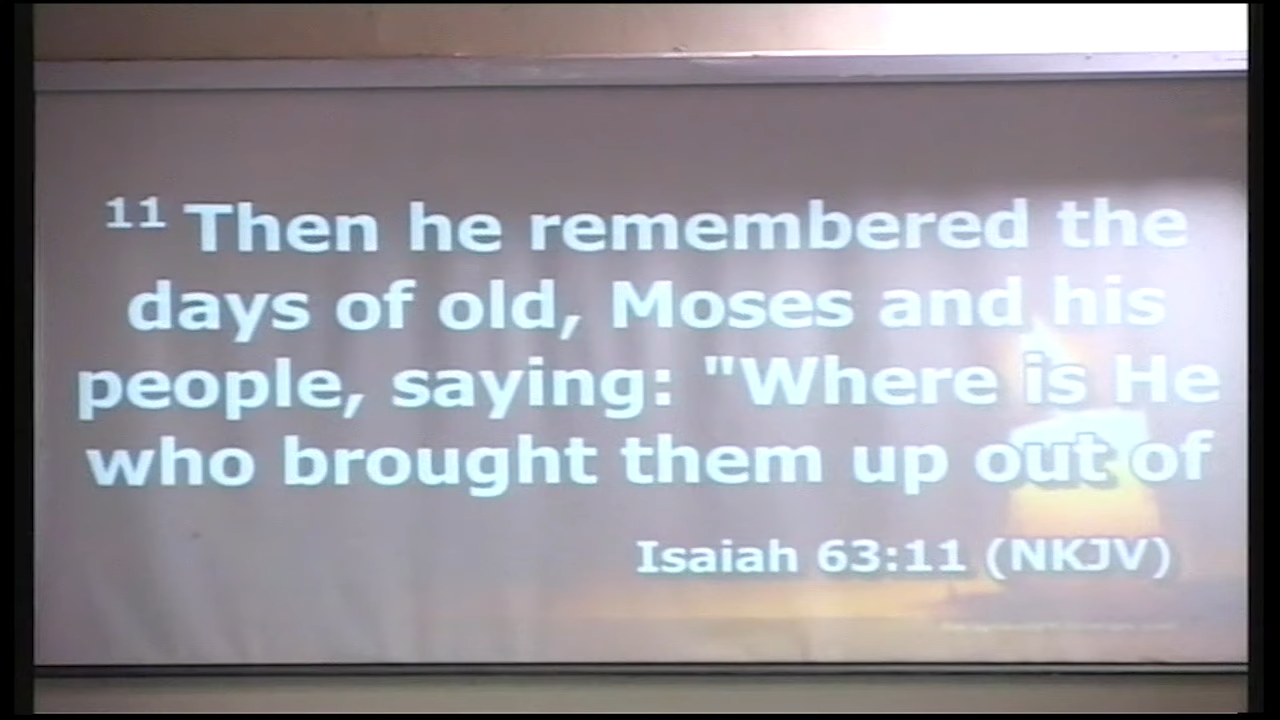 11 Then he remembered the
days of old, Moses and his
people, saying: "Where is He
who brought them up out of
Isaiah 63:11 (NKJV)